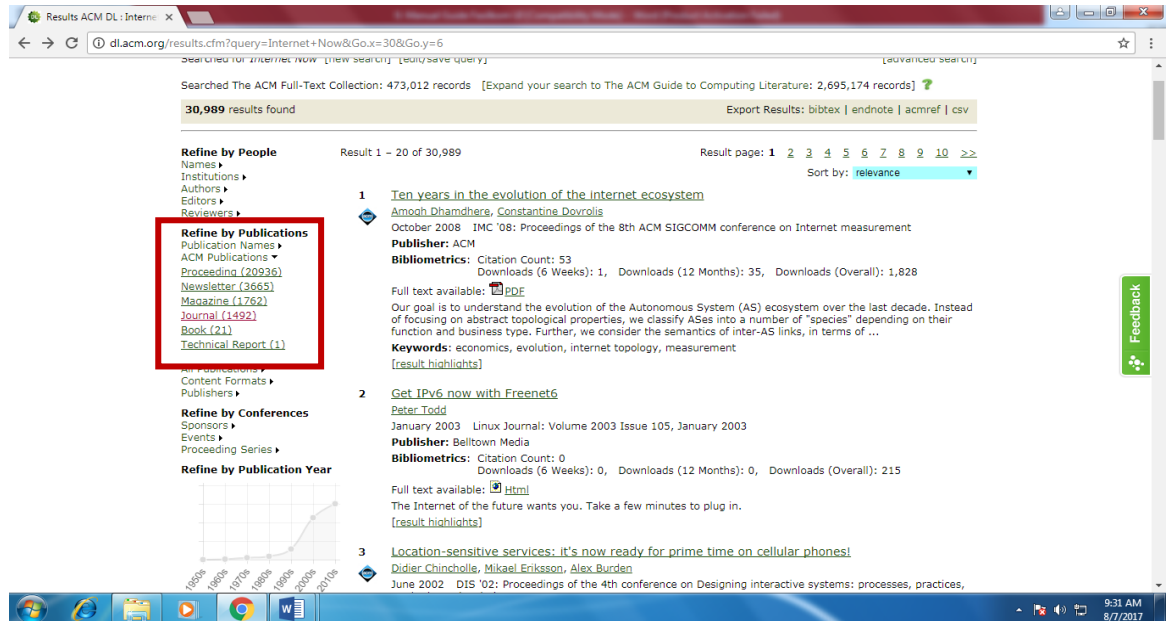 Results ACM DL : Interne
dl.acm.org/results.cfm?query=Internet+Now&Go.x=30&Go.y=6
Searched for Internet Now [new search] [edit/save query] [advanced search]
Searched The ACM Full-Text Collection: 473,012 records [Expand your search to The ACM Guide to Computing Literature: 2,695,174 records] ?
30,989 results found Export Results: bibtex | endnote | acmref | csv
Refine by People
Names
Institutions
Authors
Editors
Reviewers
Refine by Publications
Publication Names
ACM Publications
Proceeding (20936)
Newsletter (3665)
Magazine (1762)
Journal (1492)
Book (21)
Technical Report (1)
All Publications
Content Formats
Publishers
Refine by Conferences
Sponsors
Events
Proceeding Series
Refine by Publication Year
1950s 1960s 1970s 1980s 1990s 2000s 2010s
Result 1 – 20 of 30,989 Result page: 1 2 3 4 5 6 7 8 9 10 >>
Sort by: relevance
1 Ten years in the evolution of the internet ecosystem
Amogh Dhamdhere, Constantine Dovrolis
October 2008 IMC '08: Proceedings of the 8th ACM SIGCOMM conference on Internet measurement
Publisher: ACM
Bibliometrics: Citation Count: 53
Downloads (6 Weeks): 1, Downloads (12 Months): 35, Downloads (Overall): 1,828
Full text available: PDF
Our goal is to understand the evolution of the Autonomous System (AS) ecosystem over the last decade. Instead
of focusing on abstract topological properties, we classify ASes into a number of "species" depending on their
function and business type. Further, we consider the semantics of inter-AS links, in terms of ...
Keywords: economics, evolution, internet topology, measurement
[result highlights]
2 Get IPv6 now with Freenet6
Peter Todd
January 2003 Linux Journal: Volume 2003 Issue 105, January 2003
Publisher: Belltown Media
Bibliometrics: Citation Count: 0
Downloads (6 Weeks): 0, Downloads (12 Months): 0, Downloads (Overall): 215
Full text available: Html
The Internet of the future wants you. Take a few minutes to plug in.
[result highlights]
3 Location-sensitive services: it's now ready for prime time on cellular phones!
Didier Chincholle, Mikael Eriksson, Alex Burden
June 2002 DIS '02: Proceedings of the 4th conference on Designing interactive systems: processes, practices,
Feedback
9:31 AM
8/7/2017